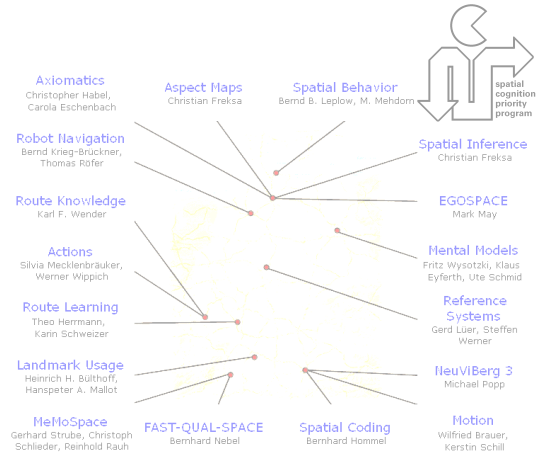 spatial
cognition
priority
program
Axiomatics
Christopher Habel,
Carola Eschenbach
Aspect Maps
Christian Freksa
Spatial Behavior
Bernd B. Leplow, M. Mehdorn
Robot Navigation
Bernd Krieg-Brückner,
Thomas Röfer
Spatial Inference
Christian Freksa
Route Knowledge
Karl F. Wender
EGOSPACE
Mark May
Actions
Silvia Mecklenbräuker,
Werner Wippich
Mental Models
Fritz Wysotzki, Klaus
Eyferth, Ute Schmid
Route Learning
Theo Herrmann,
Karin Schweizer
Reference
Systems
Gerd Lüer, Steffen
Werner
Landmark Usage
Heinrich H. Bülthoff,
Hanspeter A. Mallot
NeuViBerg 3
Michael Popp
MeMoSpace
Gerhard Strube, Christoph
Schlieder, Reinhold Rauh
FAST-QUAL-SPACE
Bernhard Nebel
Spatial Coding
Bernhard Hommel
Motion
Wilfried Brauer,
Kerstin Schill